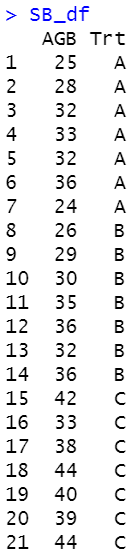 > SB_df
AGB Trt
1 25 A
2 28 A
3 32 A
4 33 A
5 32 A
6 36 A
7 24 A
8 26 B
9 29 B
10 30 B
11 35 B
12 36 B
13 32 B
14 36 B
15 42 C
16 33 C
17 38 C
18 44 C
19 40 C
20 39 C
21 44 C